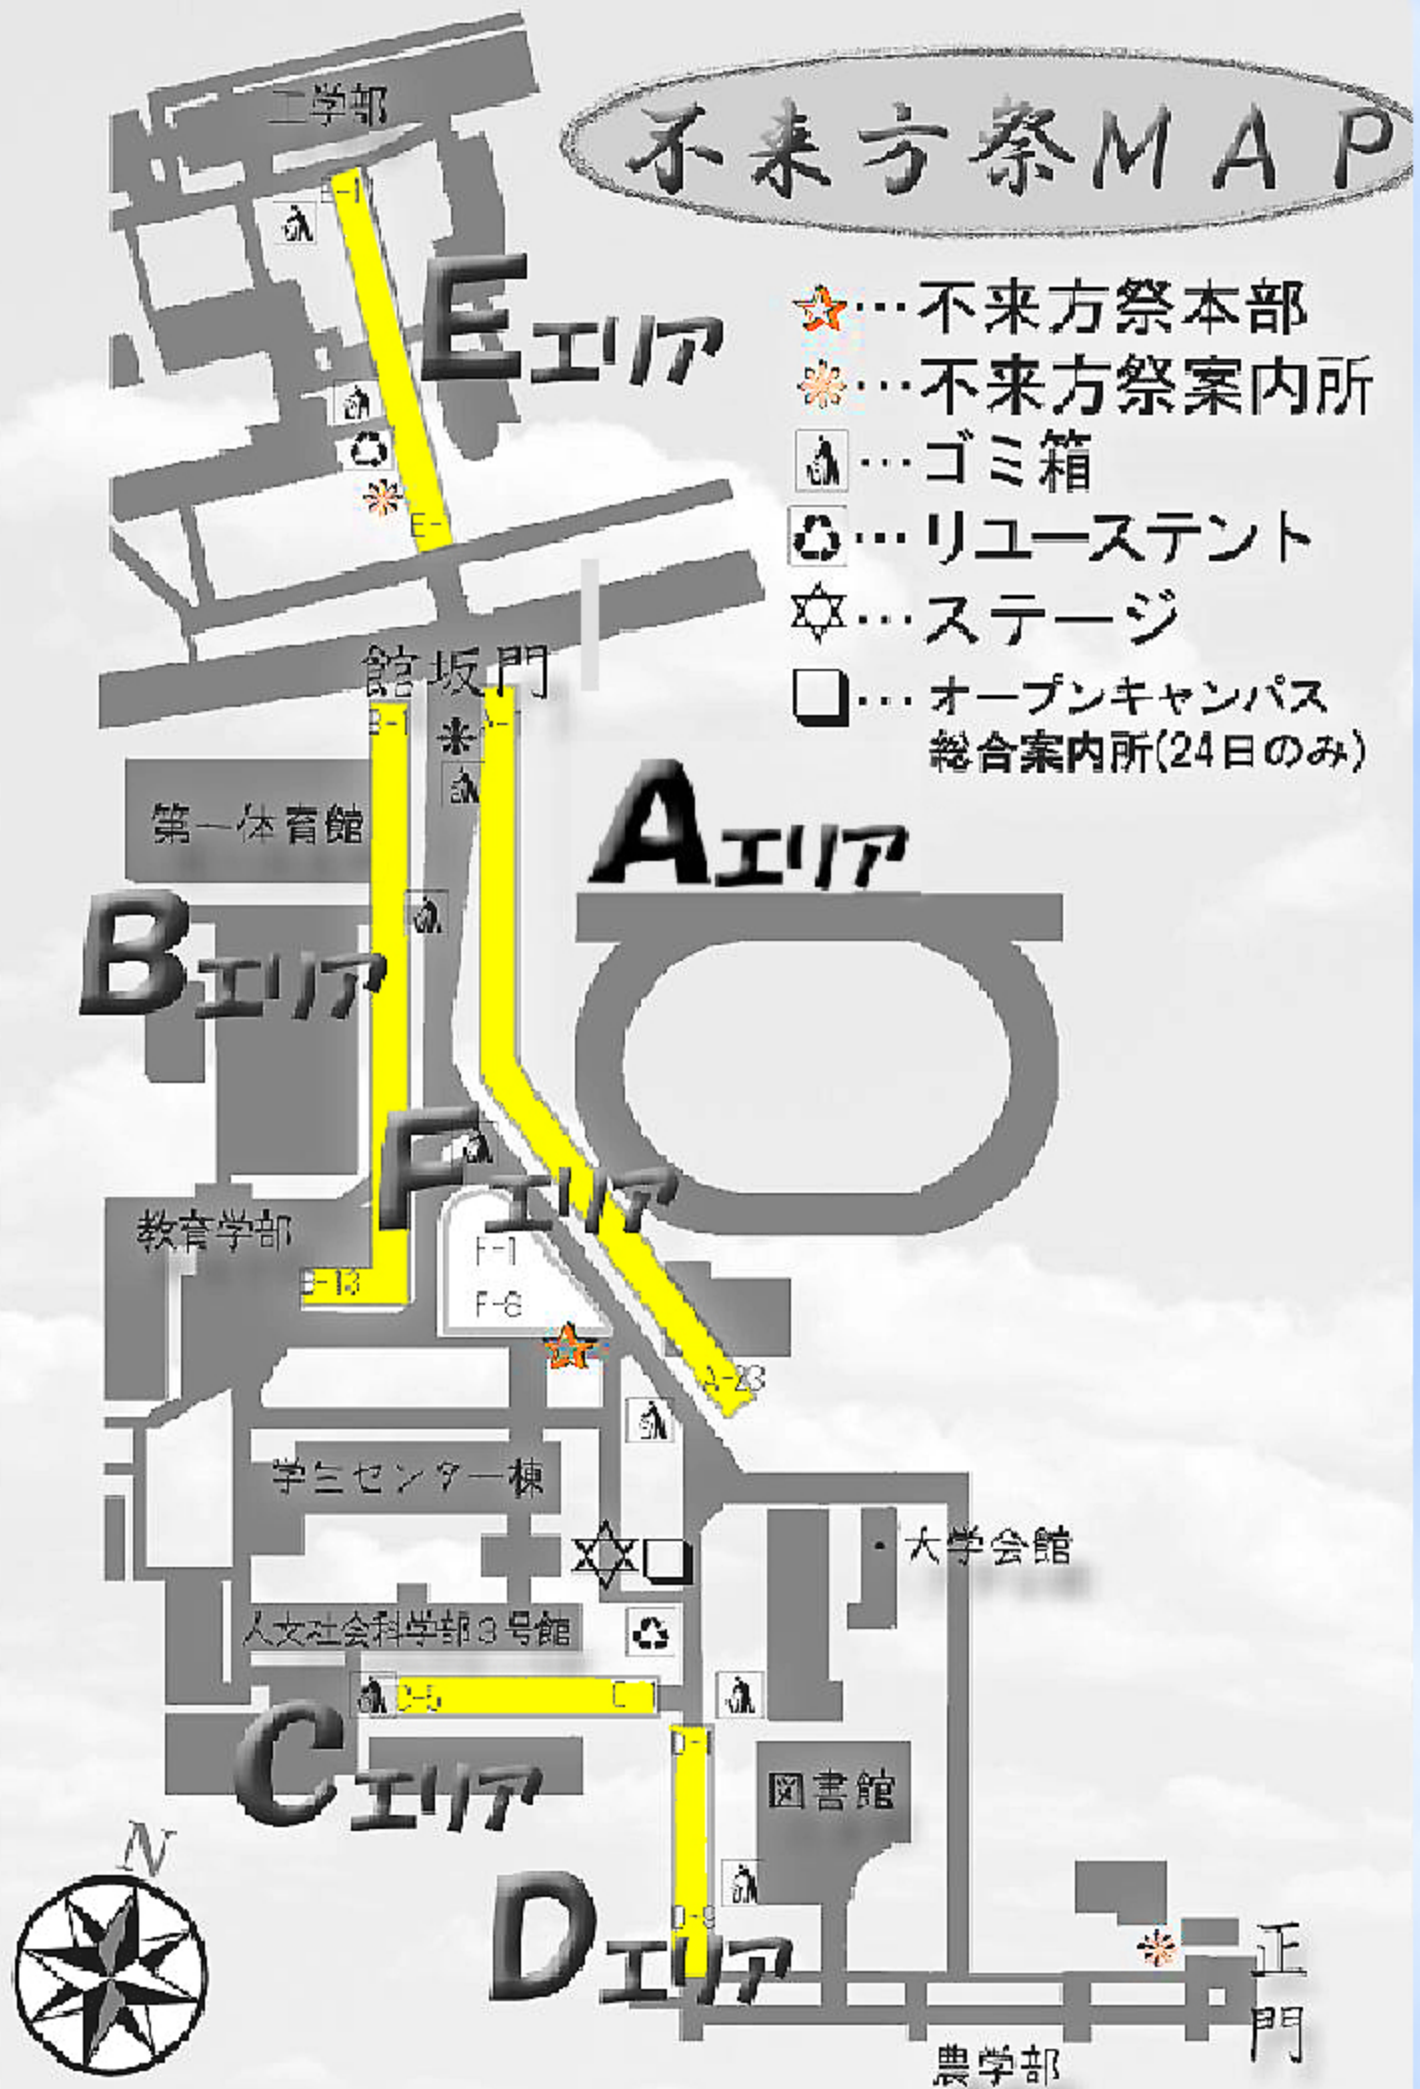 不来方祭MAP
☆…不来方祭本部
…不来方祭案内所
…ゴミ箱
…リユーステント
…ステージ
…オープンキャンパス
総合案内所(24日のみ)
工学部
E-1
Eエリア
館坂門
B-1
A-1
第一体育館
Aエリア
Bエリア
Fエリア
教育学部
F-1
B-13
F-6
A-23
学生センター棟
大学会館
人文社会科学部3号館
C-5
C-1
Cエリア
D-1
図書館
N
D-9
Dエリア
正門
農学部